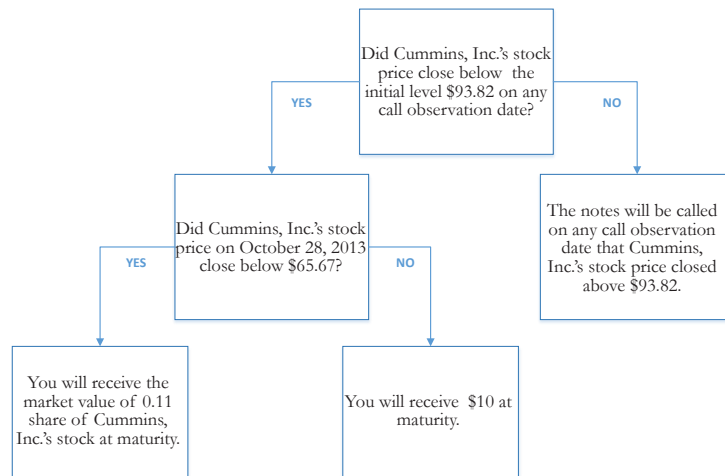 Did Cummins, Inc.'s stock
price close below the
initial level $93.82 on any
call observation date?
YES
NO
Did Cummins, Inc.'s stock
price on October 28, 2013
close below $65.67?
The notes will be called
on any call observation
date that Cummins,
Inc.'s stock price closed
above $93.82.
YES
NO
You will receive the
market value of 0.11
share of Cummins,
Inc.'s stock at maturity.
You will receive $10 at
maturity.